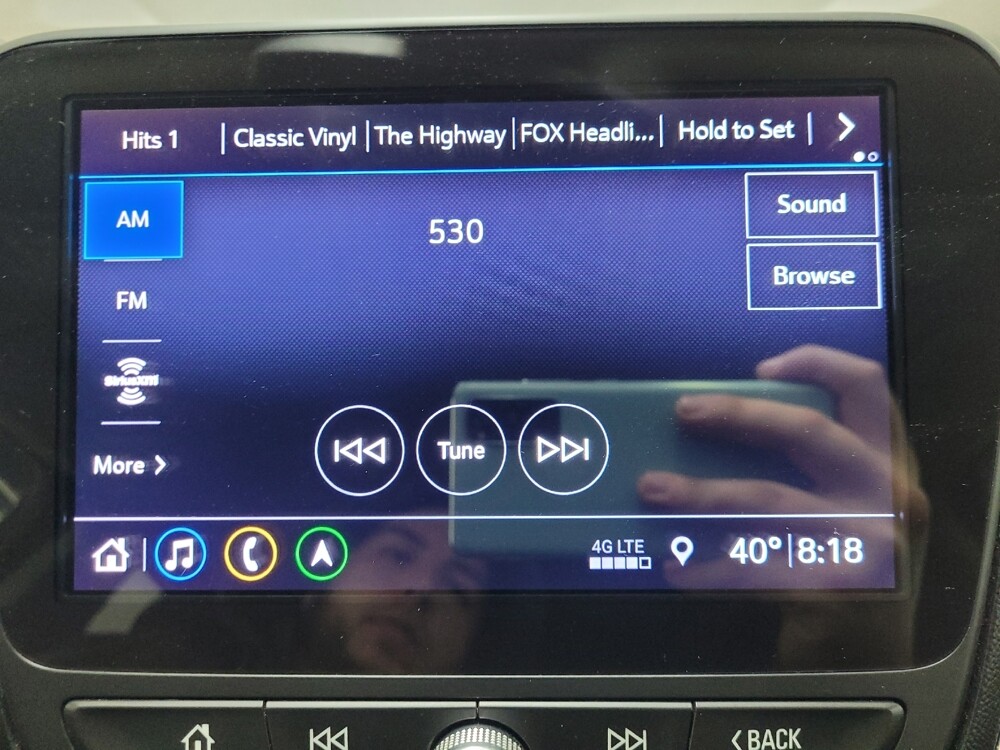 Hits 1 | Classic Vinyl | The Highway | FOX Headli... | Hold to Set |
AM
530
Sound
Browse
FM
SiriusXM
More
Tune
4G LTE
40° | 8:18
BACK